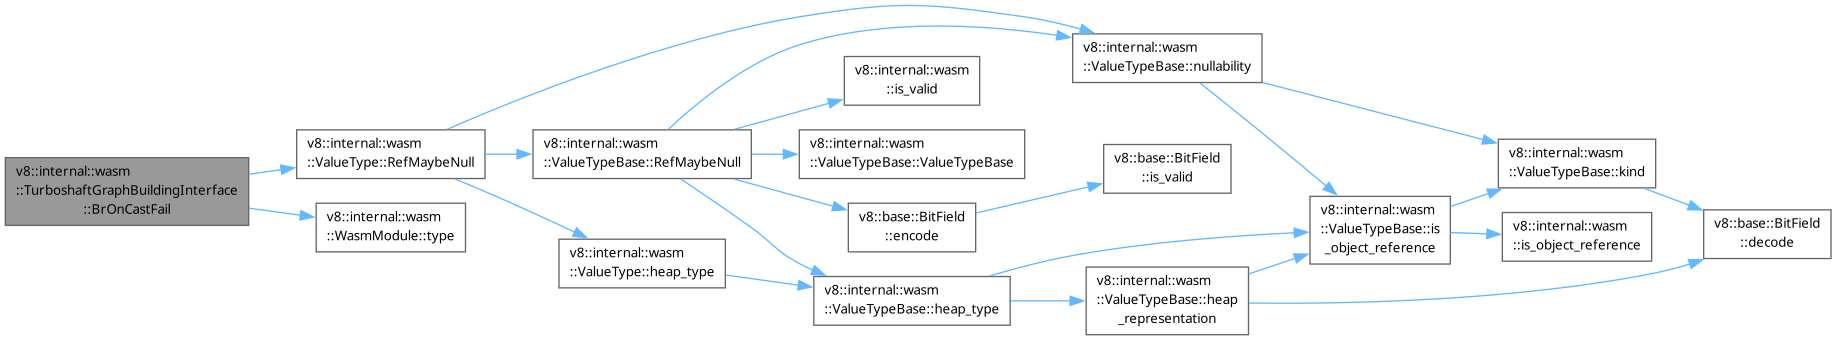 v8::internal::wasm
::TurboshaftGraphBuildingInterface
::BrOnCastFail
v8::internal::wasm
::ValueType::RefMaybeNull
v8::internal::wasm
::WasmModule::type
v8::internal::wasm
::ValueTypeBase::RefMaybeNull
v8::internal::wasm
::ValueType::heap_type
v8::internal::wasm
::is_valid
v8::internal::wasm
::ValueTypeBase::ValueTypeBase
v8::base::BitField
::encode
v8::internal::wasm
::ValueTypeBase::heap_type
v8::internal::wasm
::ValueTypeBase::nullability
v8::base::BitField
::is_valid
v8::internal::wasm
::ValueTypeBase::heap
_representation
v8::internal::wasm
::ValueTypeBase::is
_object_reference
v8::internal::wasm
::ValueTypeBase::kind
v8::internal::wasm
::is_object_reference
v8::base::BitField
::decode